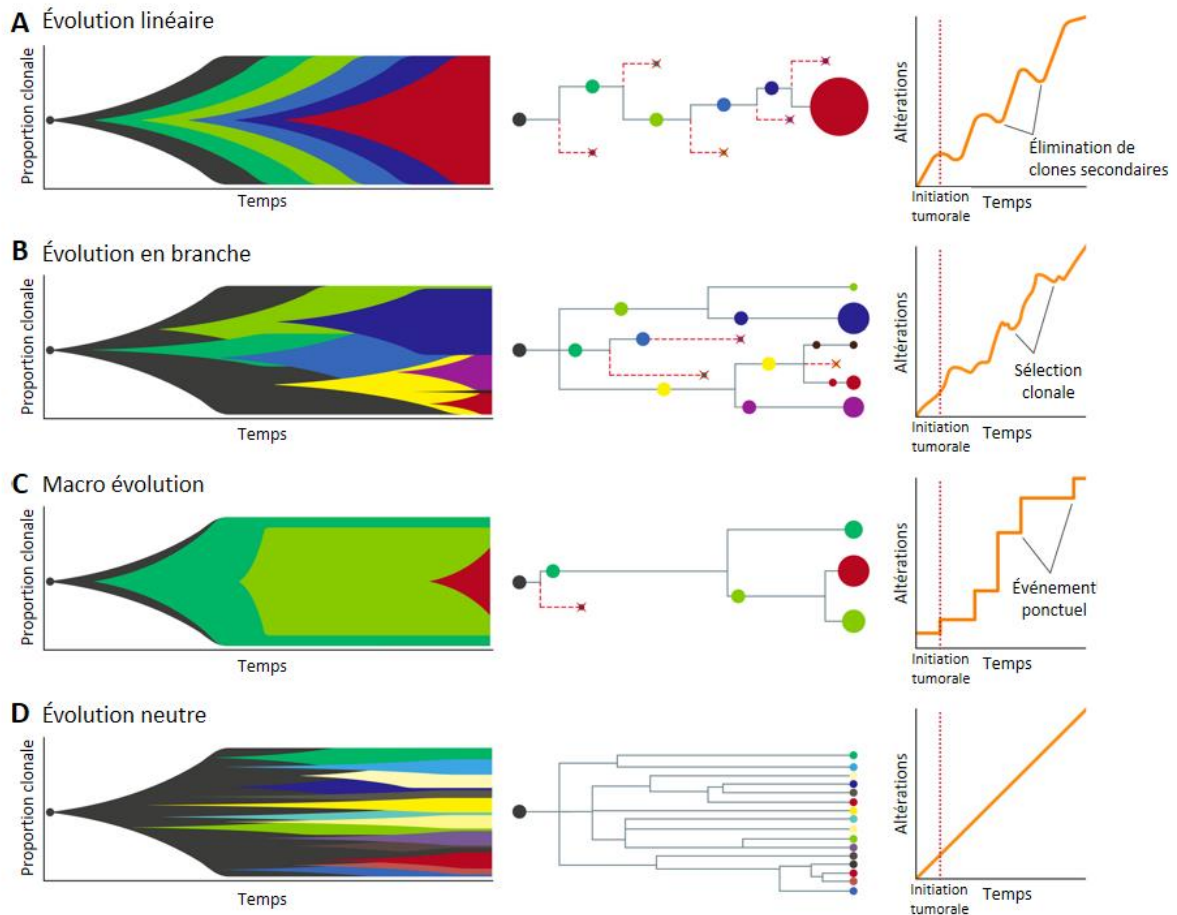 A Évolution linéaire
Proportion clonale
Temps
Altérations
Élimination de
clones secondaires
Initiation
tumorale
Temps
B Évolution en branche
Proportion clonale
Temps
Altérations
Sélection
clonale
Initiation
tumorale
Temps
C Macro évolution
Proportion clonale
Temps
Altérations
Événement
ponctuel
Initiation
tumorale
Temps
D Évolution neutre
Proportion clonale
Temps
Altérations
Initiation
tumorale
Temps